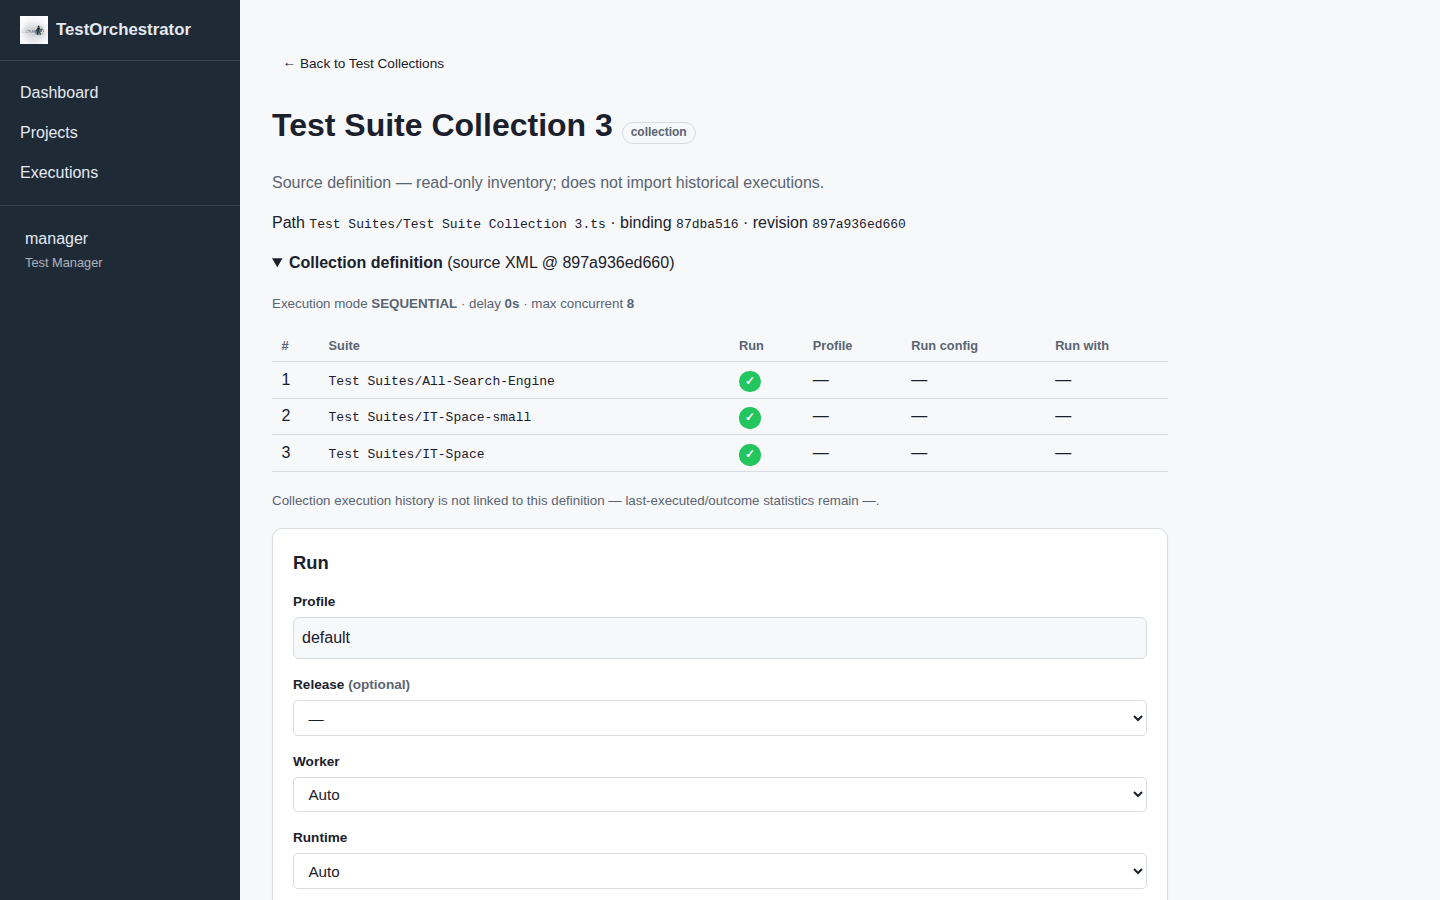 TestOrchestrator
Dashboard
Projects
Executions
manager
Test Manager
← Back to Test Collections
Test Suite Collection 3 collection
Source definition — read-only inventory; does not import historical executions.
Path Test Suites/Test Suite Collection 3.ts · binding 87dba516 · revision 897a936ed660
▼ Collection definition (source XML @ 897a936ed660)
Execution mode SEQUENTIAL · delay 0s · max concurrent 8
# Suite Run Profile Run config Run with
1 Test Suites/All-Search-Engine ✓ — — —
2 Test Suites/IT-Space-small ✓ — — —
3 Test Suites/IT-Space ✓ — — —
Collection execution history is not linked to this definition — last-executed/outcome statistics remain —.
Run
Profile
default
Release (optional)
—
Worker
Auto
Runtime
Auto